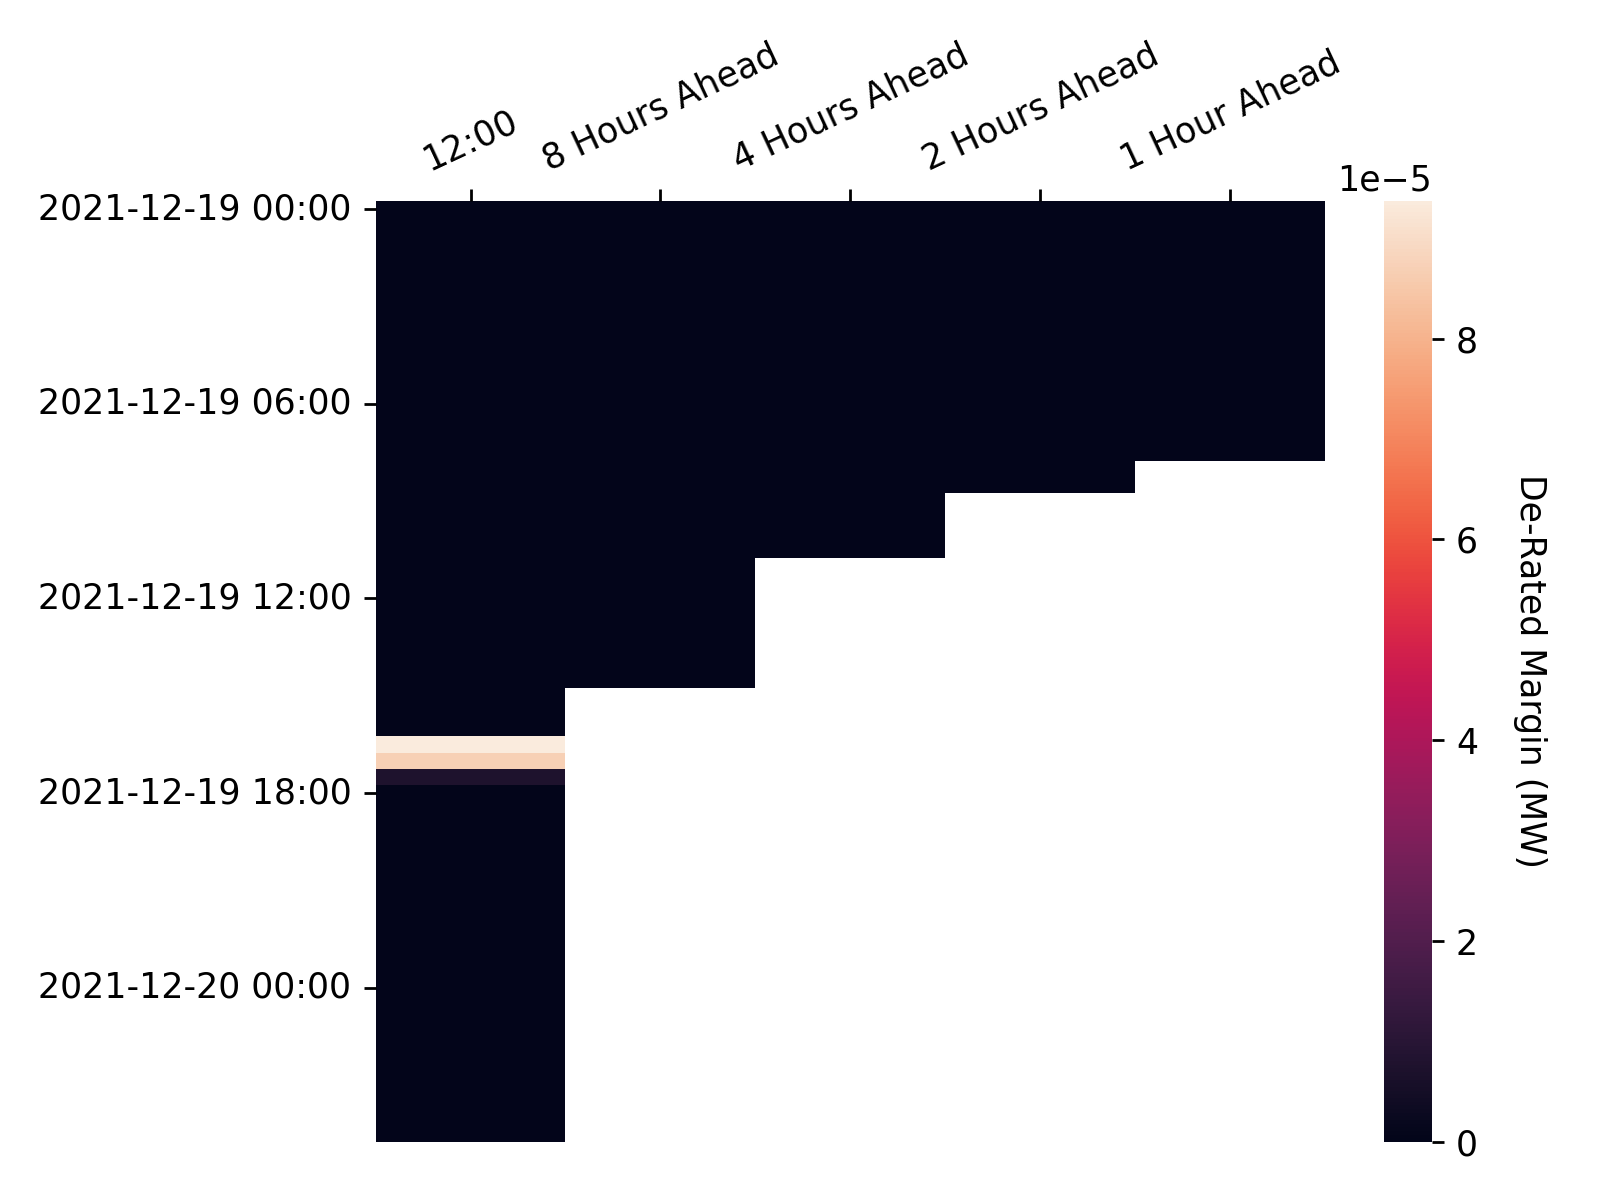 12:00
8 Hours Ahead
4 Hours Ahead
2 Hours Ahead
1 Hour Ahead
1e−5
2021-12-19 00:00
2021-12-19 06:00
2021-12-19 12:00
2021-12-19 18:00
2021-12-20 00:00
8
6
4
2
0
De-Rated Margin (MW)